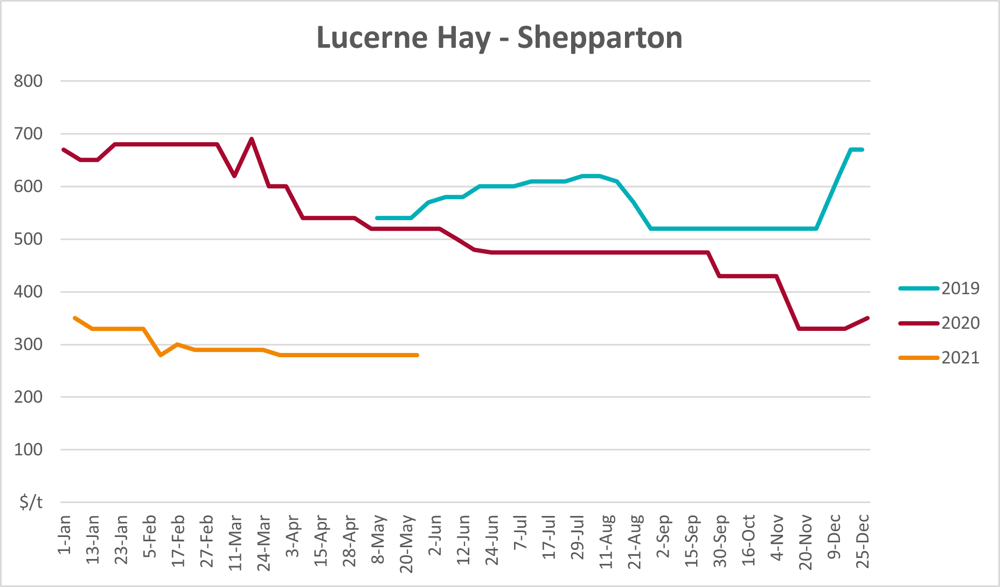 Lucerne Hay - Shepparton
800
700
600
500
400
300
200
100
$/t
1-Jan
13-Jan
23-Jan
5-Feb
17-Feb
27-Feb
11-Mar
24-Mar
3-Apr
15-Apr
28-Apr
8-May
20-May
2-Jun
12-Jun
24-Jun
7-Jul
17-Jul
29-Jul
11-Aug
21-Aug
2-Sep
15-Sep
30-Sep
16-Oct
4-Nov
20-Nov
9-Dec
25-Dec
2019
2020
2021